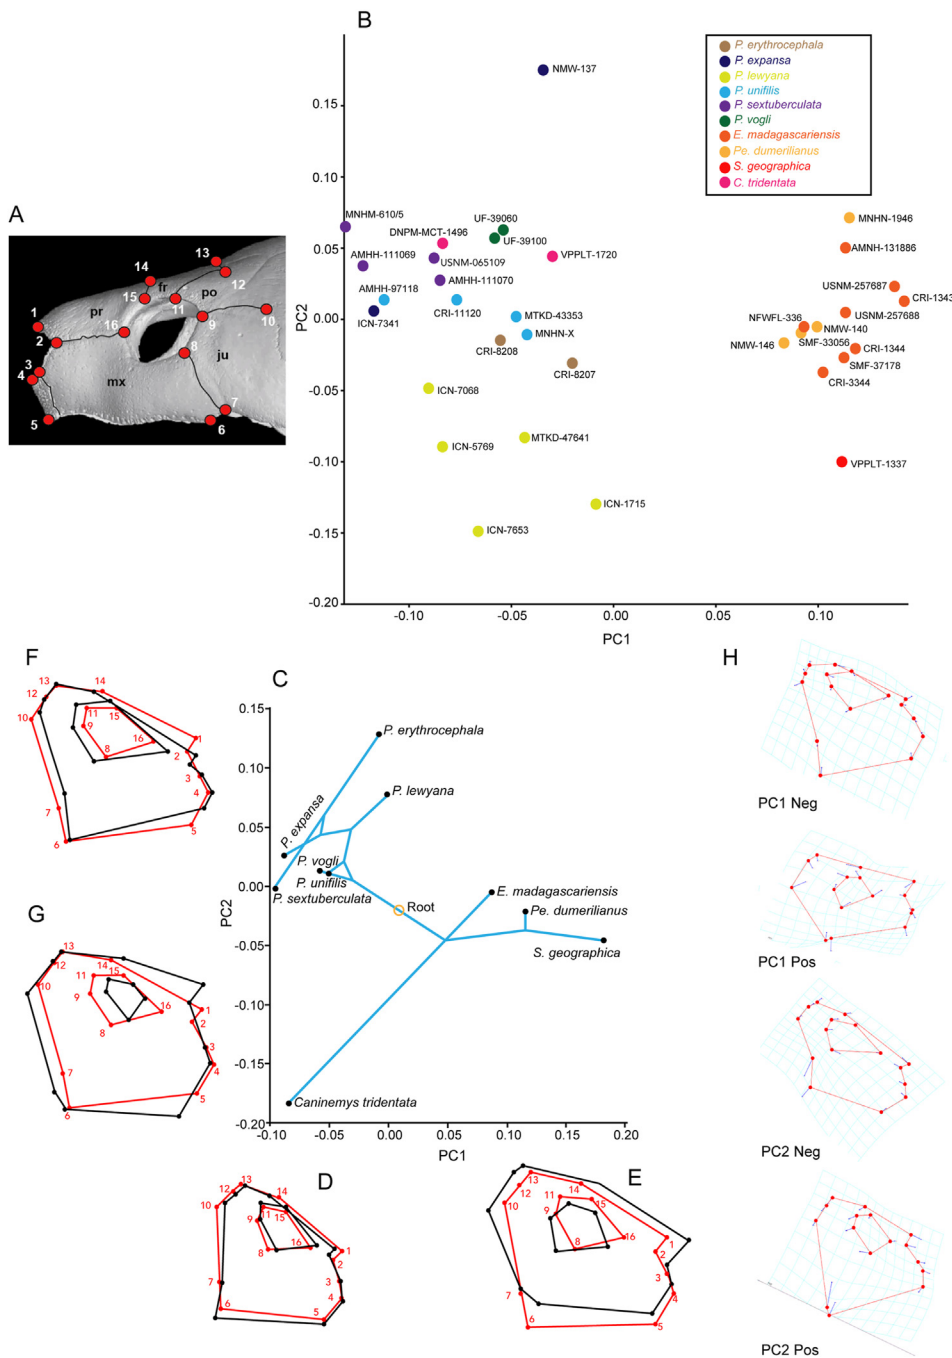 A
1
2
3
4
5
6
7
8
9
10
11
12
13
14
15
16
pr
fr
po
mx
ju
B
PC2
0.15
0.10
0.05
0.00
-0.05
-0.10
-0.15
-0.20
-0.10
-0.05
0.00
0.05
0.10
PC1
P. erythrocephala
P. expansa
P. lewyana
P. unifilis
P. sextuberculata
P. vogli
E. madagascariensis
Pe. dumerilianus
S. geographica
C. tridentata
NMW-137
MNHM-610/5
DNPM-MCT-1496
UF-39060
UF-39100
AMHH-111069
USNM-065109
VPPLT-1720
AMHH-97118
AMHH-111070
ICN-7341
CRI-11120
MTKD-43353
MNHN-X
CRI-8208
CRI-8207
ICN-7068
ICN-5769
MTKD-47641
ICN-1715
ICN-7653
MNHN-1946
AMNH-131886
USNM-257687
CRI-1343
USNM-257688
NFWFL-336
NMW-140
NMW-146
SMF-33056
CRI-1344
SMF-37178
CRI-3344
VPPLT-1337
F
13
14
12
10
11
15
9
16
8
1
2
3
4
7
5
6
C
PC2
0.15
0.10
0.05
0.00
-0.05
-0.10
-0.15
-0.20
-0.10
-0.05
0.00
0.05
0.10
0.15
0.20
PC1
P. erythrocephala
P. lewyana
P. expansa
P. vogli
P. unifilis
P. sextuberculata
Root
E. madagascariensis
Pe. dumerilianus
S. geographica
Caninemys tridentata
G
13
12
14
10
11
15
9
16
8
1
2
3
4
7
5
6
D
13
12
14
10
11
15
9
16
8
1
2
3
4
7
6
5
E
13
12
14
10
11
15
9
16
8
1
2
3
4
7
6
5
H
PC1 Neg
PC1 Pos
PC2 Neg
PC2 Pos